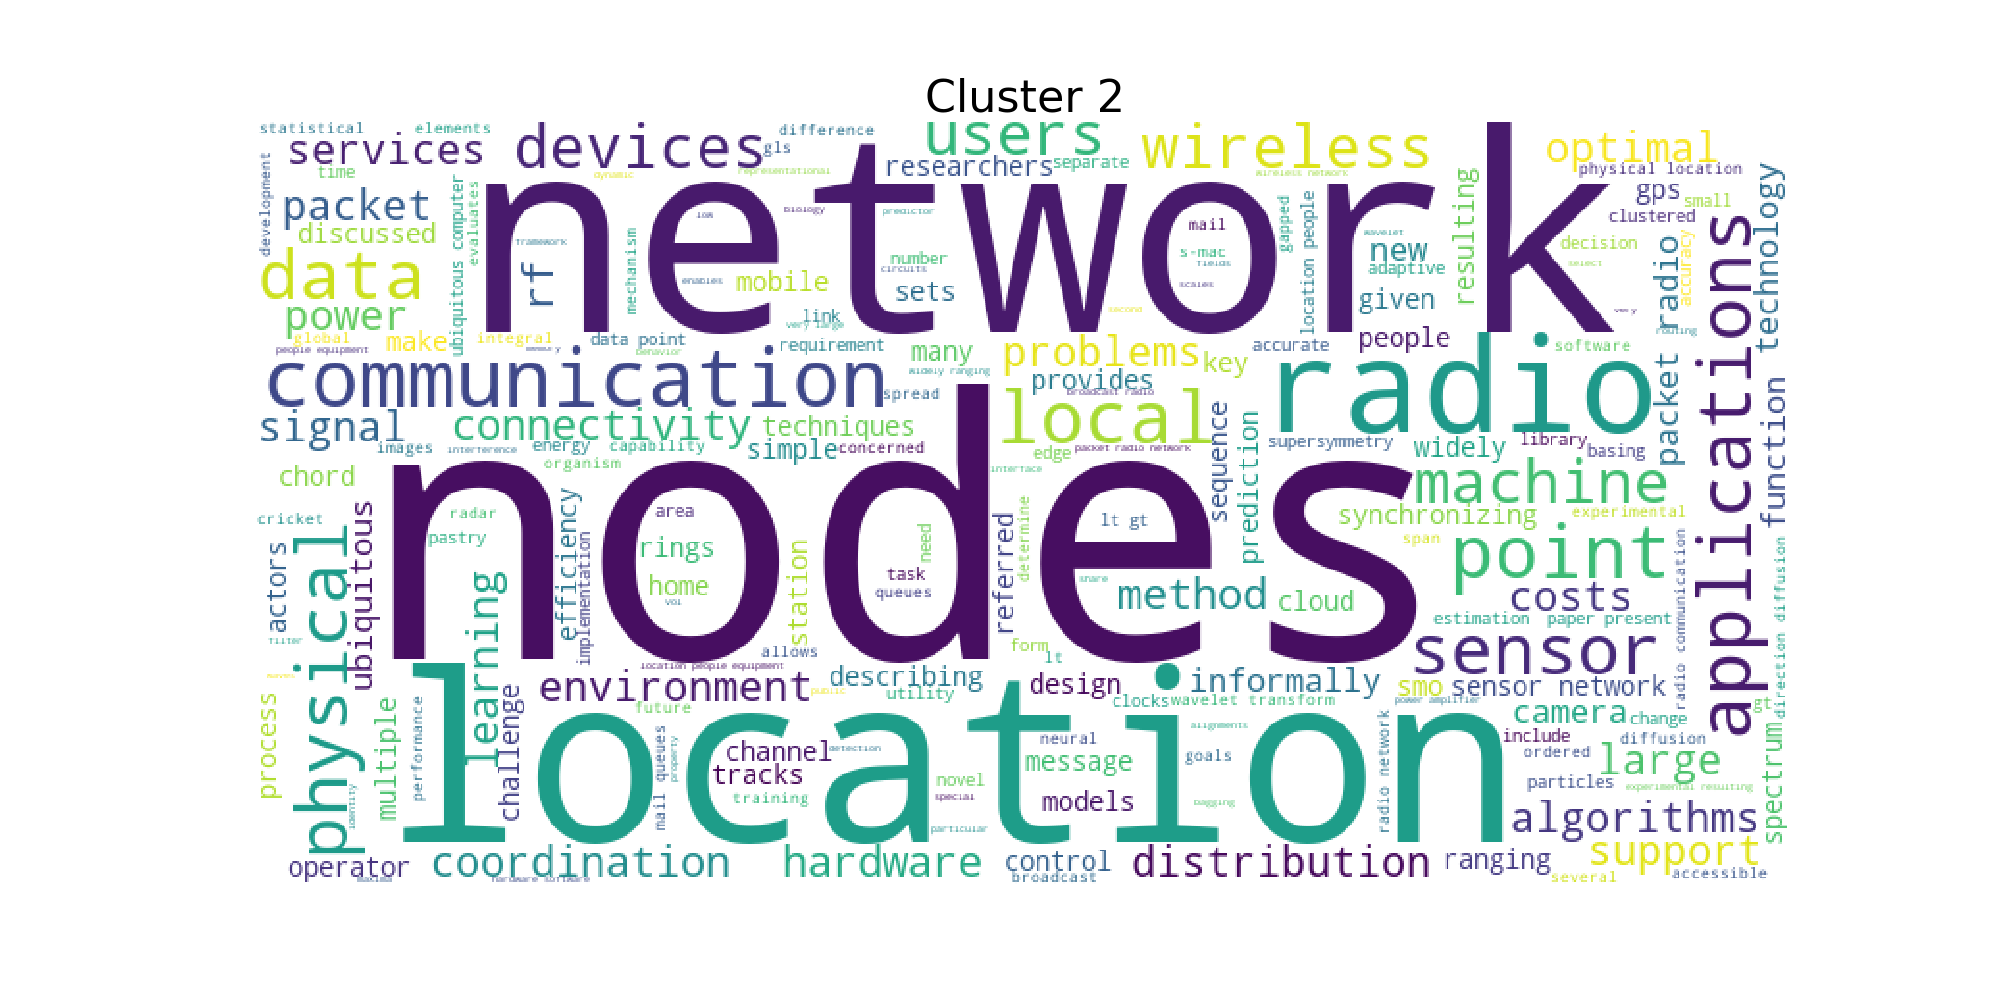 Cluster 2
statistical
elements
services
devices
gls
difference
users
researchers
separate
wireless
optimal
physical location
time
dynamic
representational
wireless network
development
packet
discussed
ubiquitous computer
evaluates
network
low
biology
predictor
mail
gapped
location people
wavelet
new
adaptive
given
people
resulting
gps
small
clustered
decision
select
radio
accuracy
technology
data
power
framework
rf
mechanism
enables
mobile
number
circuits
sets
s-mac
fields
scales
second
very
routing
global
people equipment
make
integral
memory
data point
behavior
link
very large
requirement
many
widely ranging
problems
key
accurate
software
communication
spread
provides
broadcast radio
local
radio
packet
applications
signal
connectivity
techniques
images
interference
energy
capability
organism
simple
concerned
edge
packet radio network
interface
sequence
prediction
supersymmetry
widely
library
basing
function
chord
nodes
machine
cricket
radar
pastry
area
rings
home
vol
need
task
queues
lt gt
determine
referred
share
synchronizing
experimental
span
point
physical
actors
filter
ubiquitous
learning
efficiency
implementation
station
method
cloud
costs
estimation
paper present
radio communication
direction diffusion
allows
form
lt
sensor
location people equipment
environment
public
describing
utility
design
informally
smo
sensor network
power amplifier
gt
process
multiple
performance
challenge
future
location
clocks
wavelet transform
camera
change
include
diffusion
ordered
large
spectrum
identity
mail queues
property
channel
detection
tracks
training
neural
novel
message
alignments
goals
special
models
bagging
particular
radio network
particles
experimental resulting
algorithms
operator
maxima
coordination
hardware software
hardware
control
broadcast
distribution
ranging
support
several
accessible